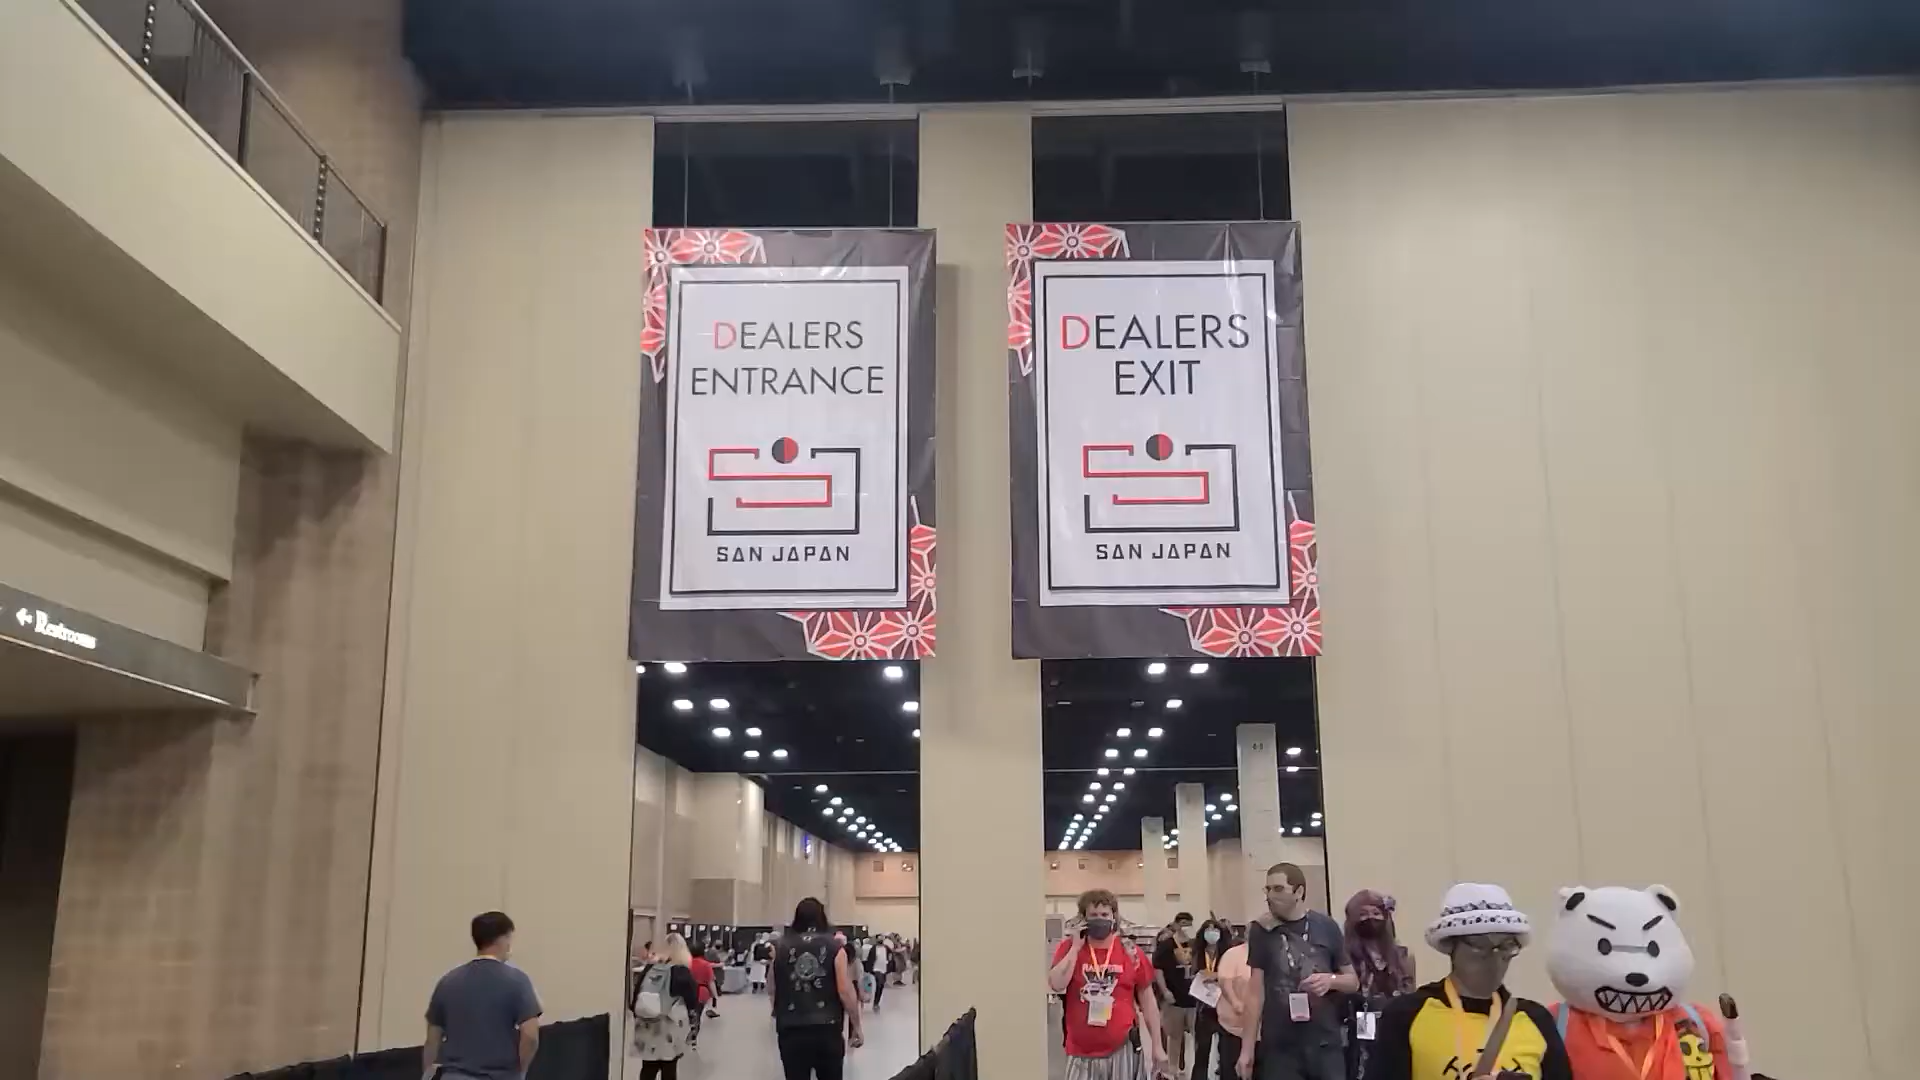 DEALERS
ENTRANCE
SAN JAPAN
DEALERS
EXIT
SAN JAPAN
← Restrooms